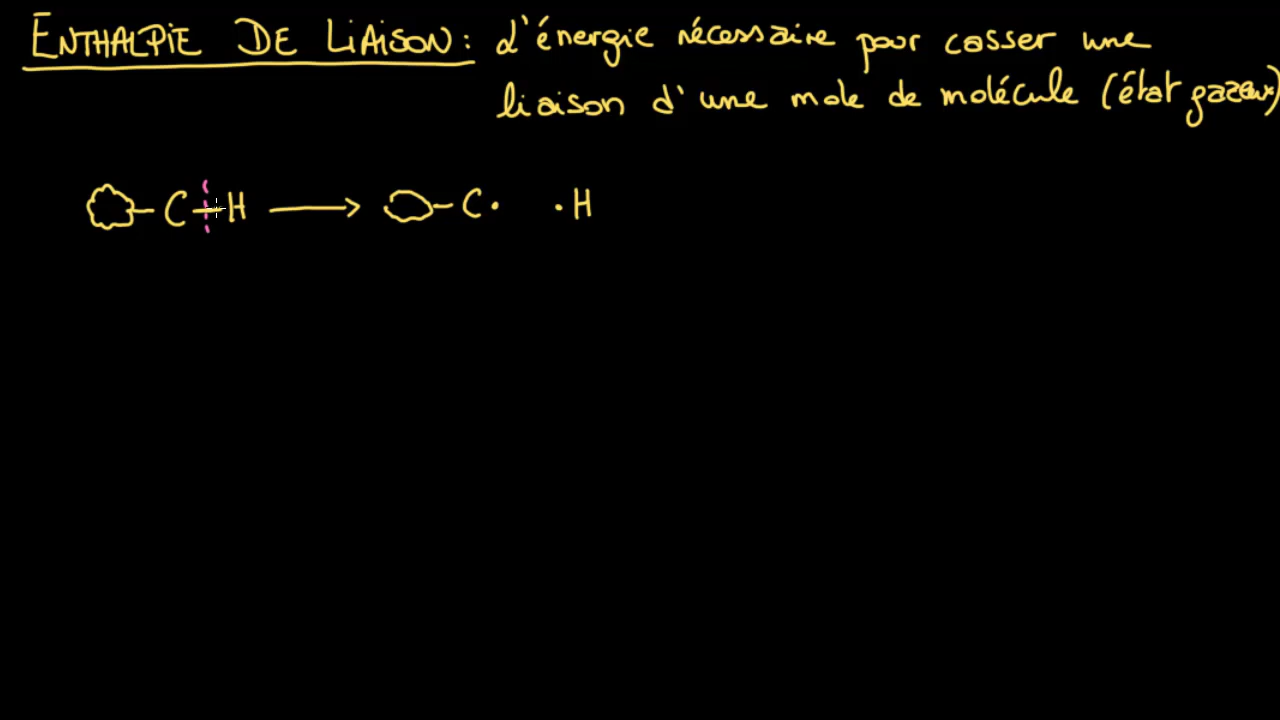 ENTHALPIE DE LIAISON : d'énergie nécessaire pour casser une
liaison d'une mole de molécule (état gazeux)
C-H → C· ·H